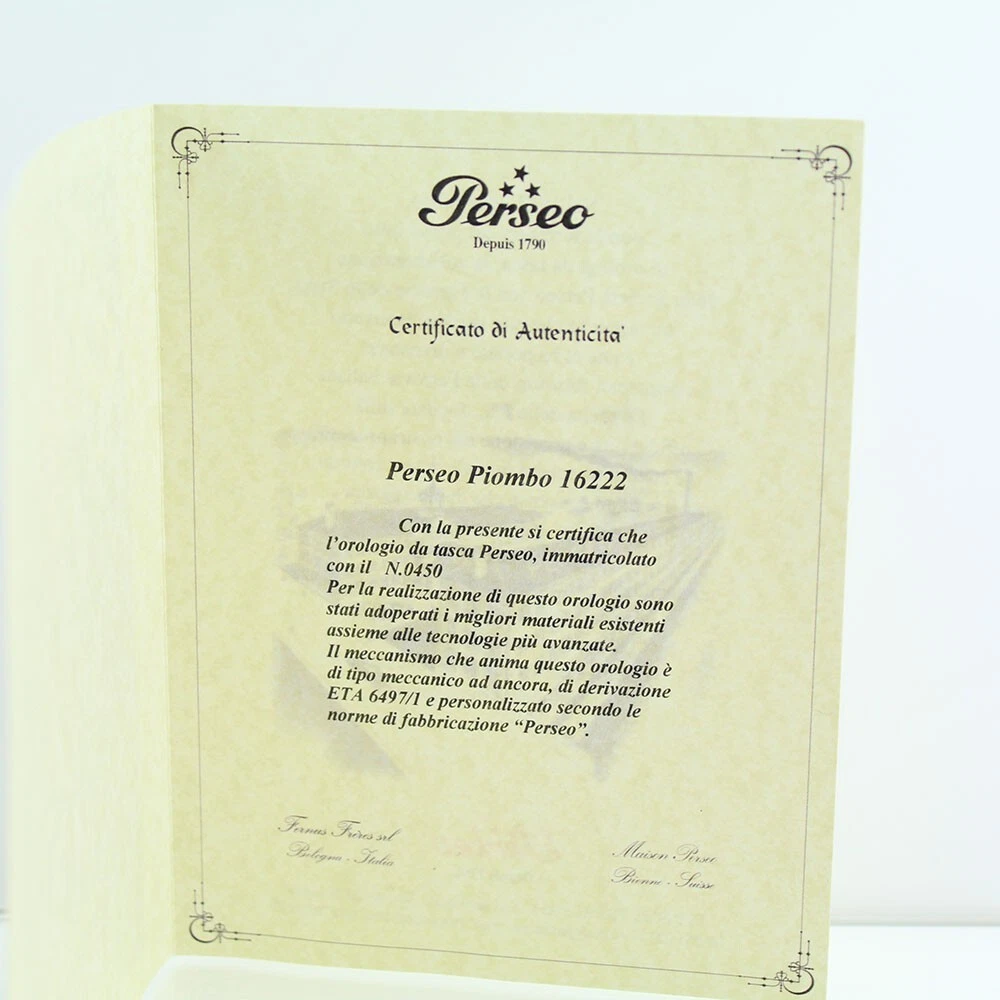 Perseo
Depuis 1790
Certificato di Autenticita'
Perseo Piombo 16222
Con la presente si certifica che
l'orologio da tasca Perseo, immatricolato
con il N.0450
Per la realizzazione di questo orologio sono
stati adoperati i migliori materiali esistenti
assieme alle tecnologie più avanzate.
Il meccanismo che anima questo orologio è
di tipo meccanico ad ancora, di derivazione
ETA 6497/1 e personalizzato secondo le
norme di fabbricazione “Perseo”.
Frères srl
Bologna - Italia
Maison Perseo
Bienne - Suisse